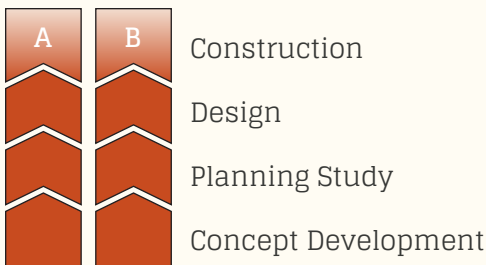 A B Construction
Design
Planning Study
Concept Development